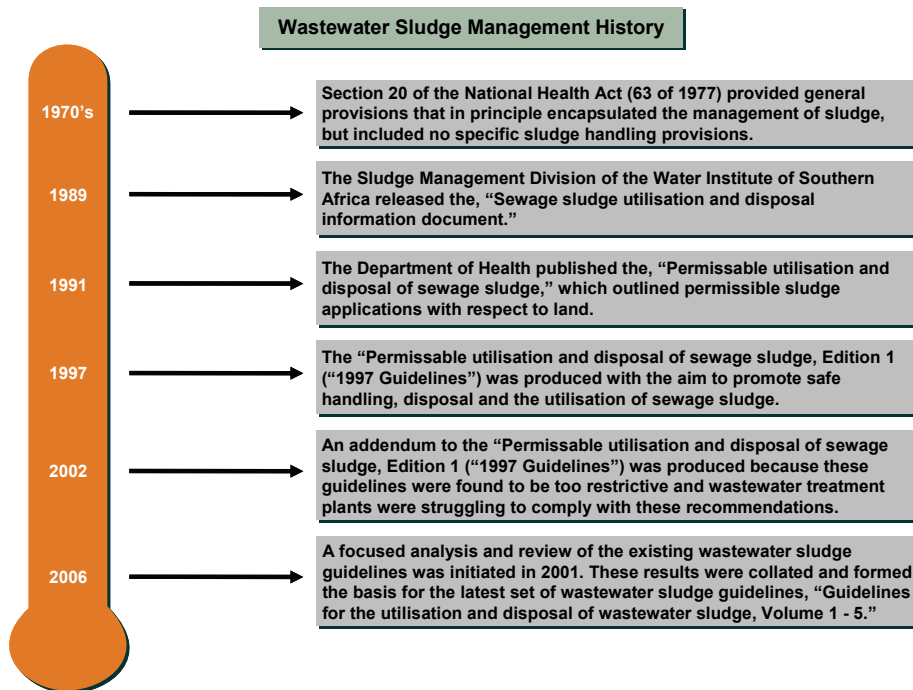 Wastewater Sludge Management History
1970's
Section 20 of the National Health Act (63 of 1977) provided general
provisions that in principle encapsulated the management of sludge,
but included no specific sludge handling provisions.
1989
The Sludge Management Division of the Water Institute of Southern
Africa released the, “Sewage sludge utilisation and disposal
information document.”
1991
The Department of Health published the, “Permissable utilisation and
disposal of sewage sludge,” which outlined permissible sludge
applications with respect to land.
1997
The “Permissable utilisation and disposal of sewage sludge, Edition 1
(“1997 Guidelines”) was produced with the aim to promote safe
handling, disposal and the utilisation of sewage sludge.
2002
An addendum to the “Permissable utilisation and disposal of sewage
sludge, Edition 1 (“1997 Guidelines”) was produced because these
guidelines were found to be too restrictive and wastewater treatment
plants were struggling to comply with these recommendations.
2006
A focused analysis and review of the existing wastewater sludge
guidelines was initiated in 2001. These results were collated and formed
the basis for the latest set of wastewater sludge guidelines, “Guidelines
for the utilisation and disposal of wastewater sludge, Volume 1 - 5.”